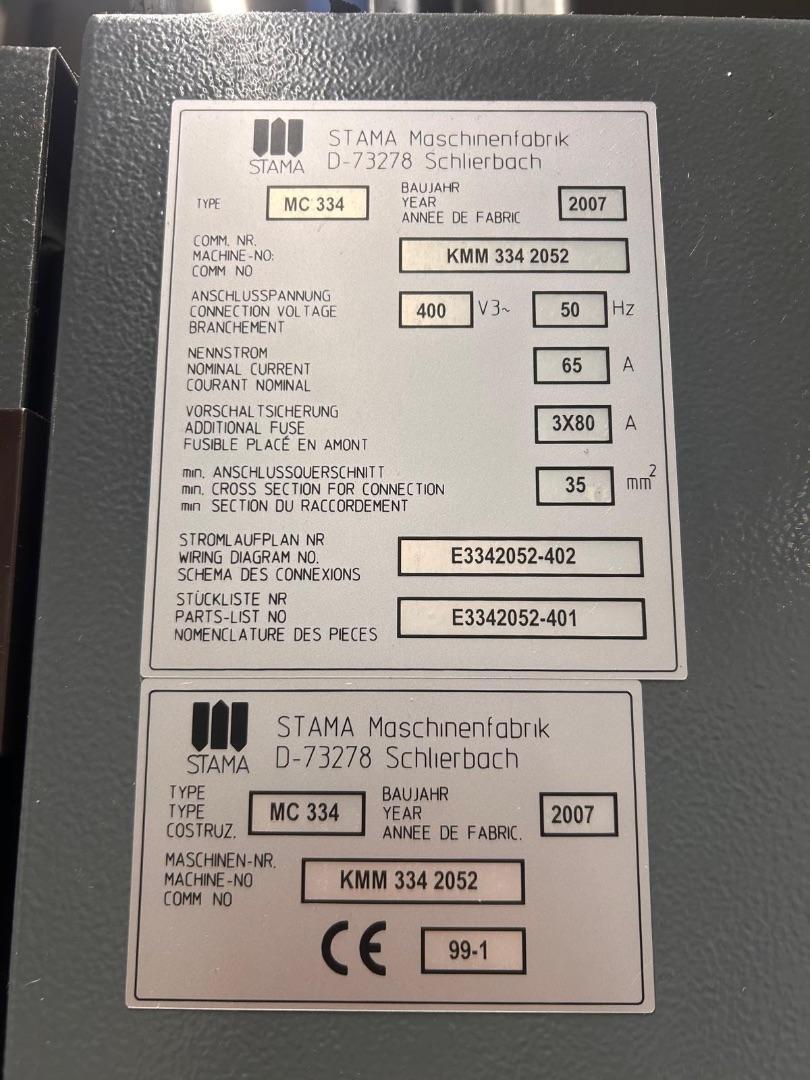 STAMA
STAMA Maschinenfabrik
D-73278 Schlierbach
TYPE MC 334 BAUJAHR
YEAR
ANNEE DE FABRIC 2007
COMM. NR.
MACHINE-NO:
COMM NO
KMM 334 2052
ANSCHLUSSPANNUNG
CONNECTION VOLTAGE
BRANCHEMENT
400 V3~ 50 Hz
NENNSTROM
NOMINAL CURRENT
COURANT NOMINAL
65 A
VORSCHALTSICHERUNG
ADDITIONAL FUSE
FUSIBLE PLACÉ EN AMONT
3X80 A
min. ANSCHLUSSQUERSCHNITT
min. CROSS SECTION FOR CONNECTION
min SECTION DU RACCORDEMENT
35 mm²
STROMLAUFPLAN NR
WIRING DIAGRAM NO.
SCHEMA DES CONNEXIONS
E3342052-402
STÜCKLISTE NR
PARTS-LIST NO
NOMENCLATURE DES PIECES
E3342052-401
STAMA
STAMA Maschinenfabrik
D-73278 Schlierbach
TYPE
TYPE
COSTRUZ.
MC 334
BAUJAHR
YEAR
ANNEE DE FABRIC.
2007
MASCHINEN-NR.
MACHINE-NO
COMM NO
KMM 334 2052
CE 99-1